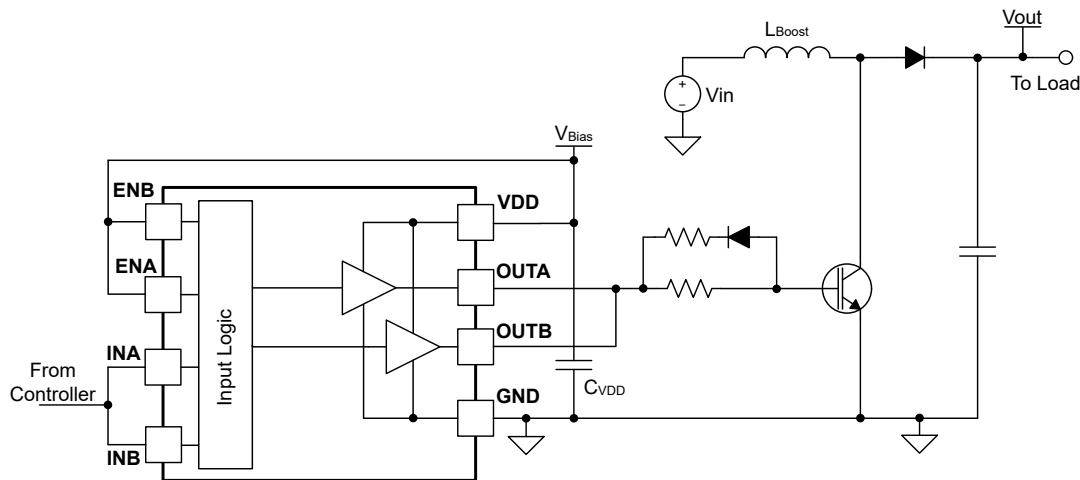 Vout
LBoost
To Load
Vin
VBias
ENB
VDD
ENA
OUTA
INA
OUTB
Input Logic
From
Controller
CVDD
GND
INB
+
−